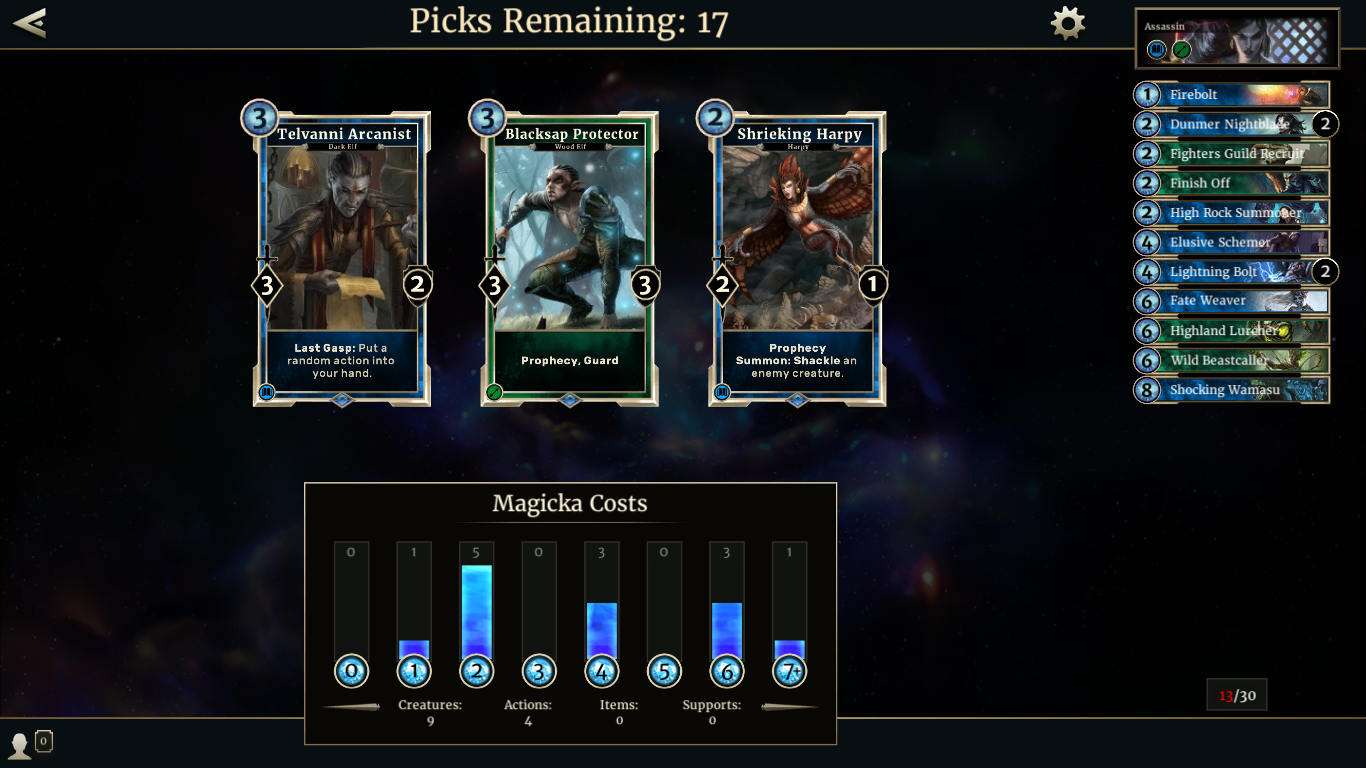 Picks Remaining: 17
Assassin
3
Telvanni Arcanist
Dark Elf
3
2
Last Gasp: Put a
random action into
your hand.
3
Blacksap Protector
Wood Elf
3
3
Prophecy, Guard
2
Shrieking Harpy
Harpy
2
1
Prophecy
Summon: Shackle an
enemy creature.
1 Firebolt
2 Dunmer Nightblade 2
2 Fighters Guild Recruit
2 Finish Off
2 High Rock Summoner
4 Elusive Schemer
4 Lightning Bolt 2
6 Fate Weaver
6 Highland Lurcher
6 Wild Beastcaller
8 Shocking Wamasu
Magicka Costs
0 1 5 0 3 0 3 1
0 1 2 3 4 5 6 7+
Creatures: Actions: Items: Supports:
9 4 0 0
13/30
0